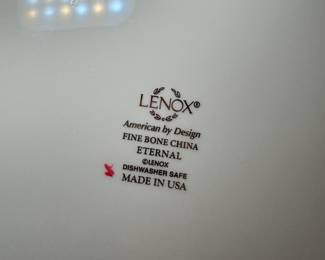 LENOX®
American by Design
FINE BONE CHINA
ETERNAL
©LENOX
DISHWASHER SAFE
MADE IN USA